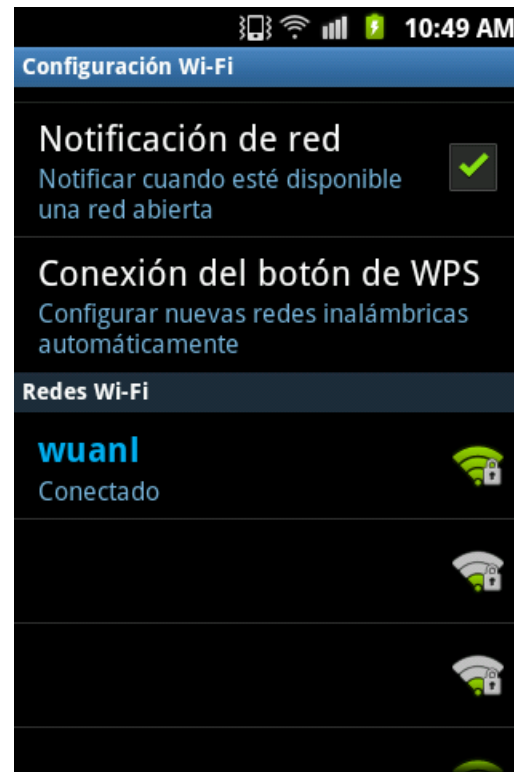 10:49 AM
Configuración Wi-Fi
Notificación de red
Notificar cuando esté disponible
una red abierta
Conexión del botón de WPS
Configurar nuevas redes inalámbricas
automáticamente
Redes Wi-Fi
wuanl
Conectado